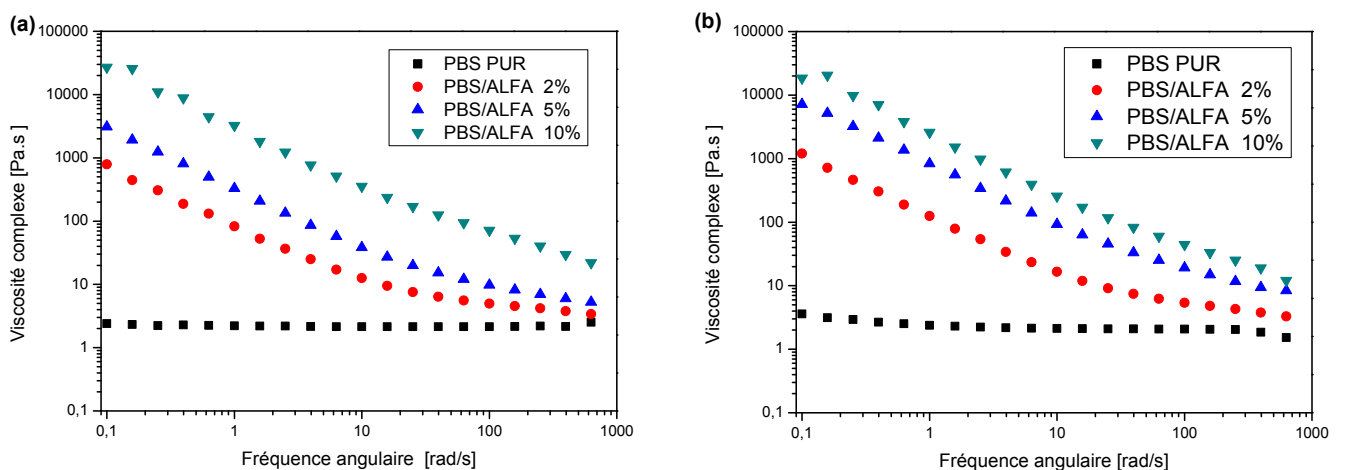 (a)
100000
10000
1000
100
10
1
0,1
Viscosité complexe [Pa.s ]
PBS PUR
PBS/ALFA 2%
PBS/ALFA 5%
PBS/ALFA 10%
0,1 1 10 100 1000
Fréquence angulaire [rad/s]
(b)
100000
10000
1000
100
10
1
0,1
Viscosité complexe [Pa.s ]
PBS PUR
PBS/ALFA 2%
PBS/ALFA 5%
PBS/ALFA 10%
0,1 1 10 100 1000
Fréquence angulaire [rad/s]